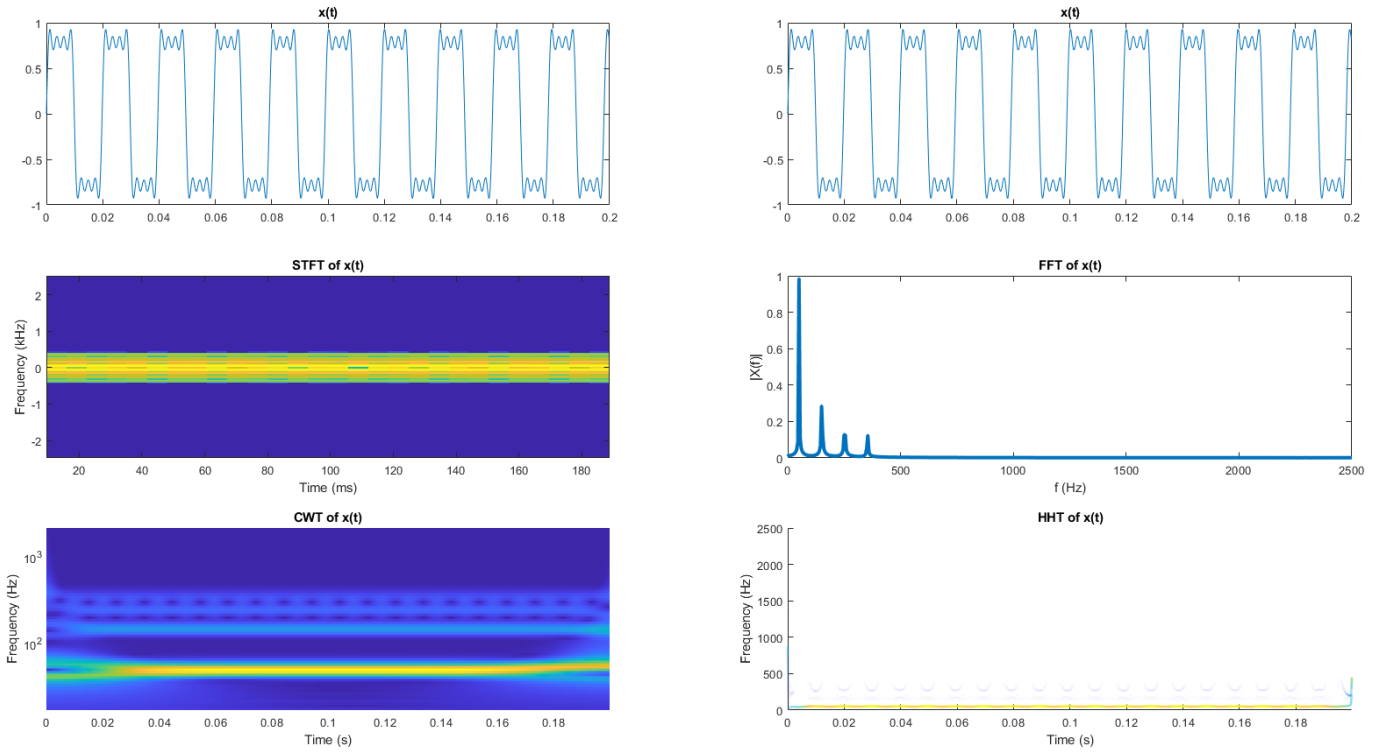 x(t)
1
0.5
0
-0.5
-1
0 0.02 0.04 0.06 0.08 0.1 0.12 0.14 0.16 0.18 0.2
x(t)
1
0.5
0
-0.5
-1
0 0.02 0.04 0.06 0.08 0.1 0.12 0.14 0.16 0.18 0.2
STFT of x(t)
Frequency (kHz)
2
1
0
-1
-2
20 40 60 80 100 120 140 160 180
Time (ms)
FFT of x(t)
|X(f)|
1
0.8
0.6
0.4
0.2
0
0 500 1000 1500 2000 2500
f (Hz)
CWT of x(t)
Frequency (Hz)
10^3
10^2
0 0.02 0.04 0.06 0.08 0.1 0.12 0.14 0.16 0.18
Time (s)
HHT of x(t)
Frequency (Hz)
2500
2000
1500
1000
500
0
0 0.02 0.04 0.06 0.08 0.1 0.12 0.14 0.16 0.18
Time (s)